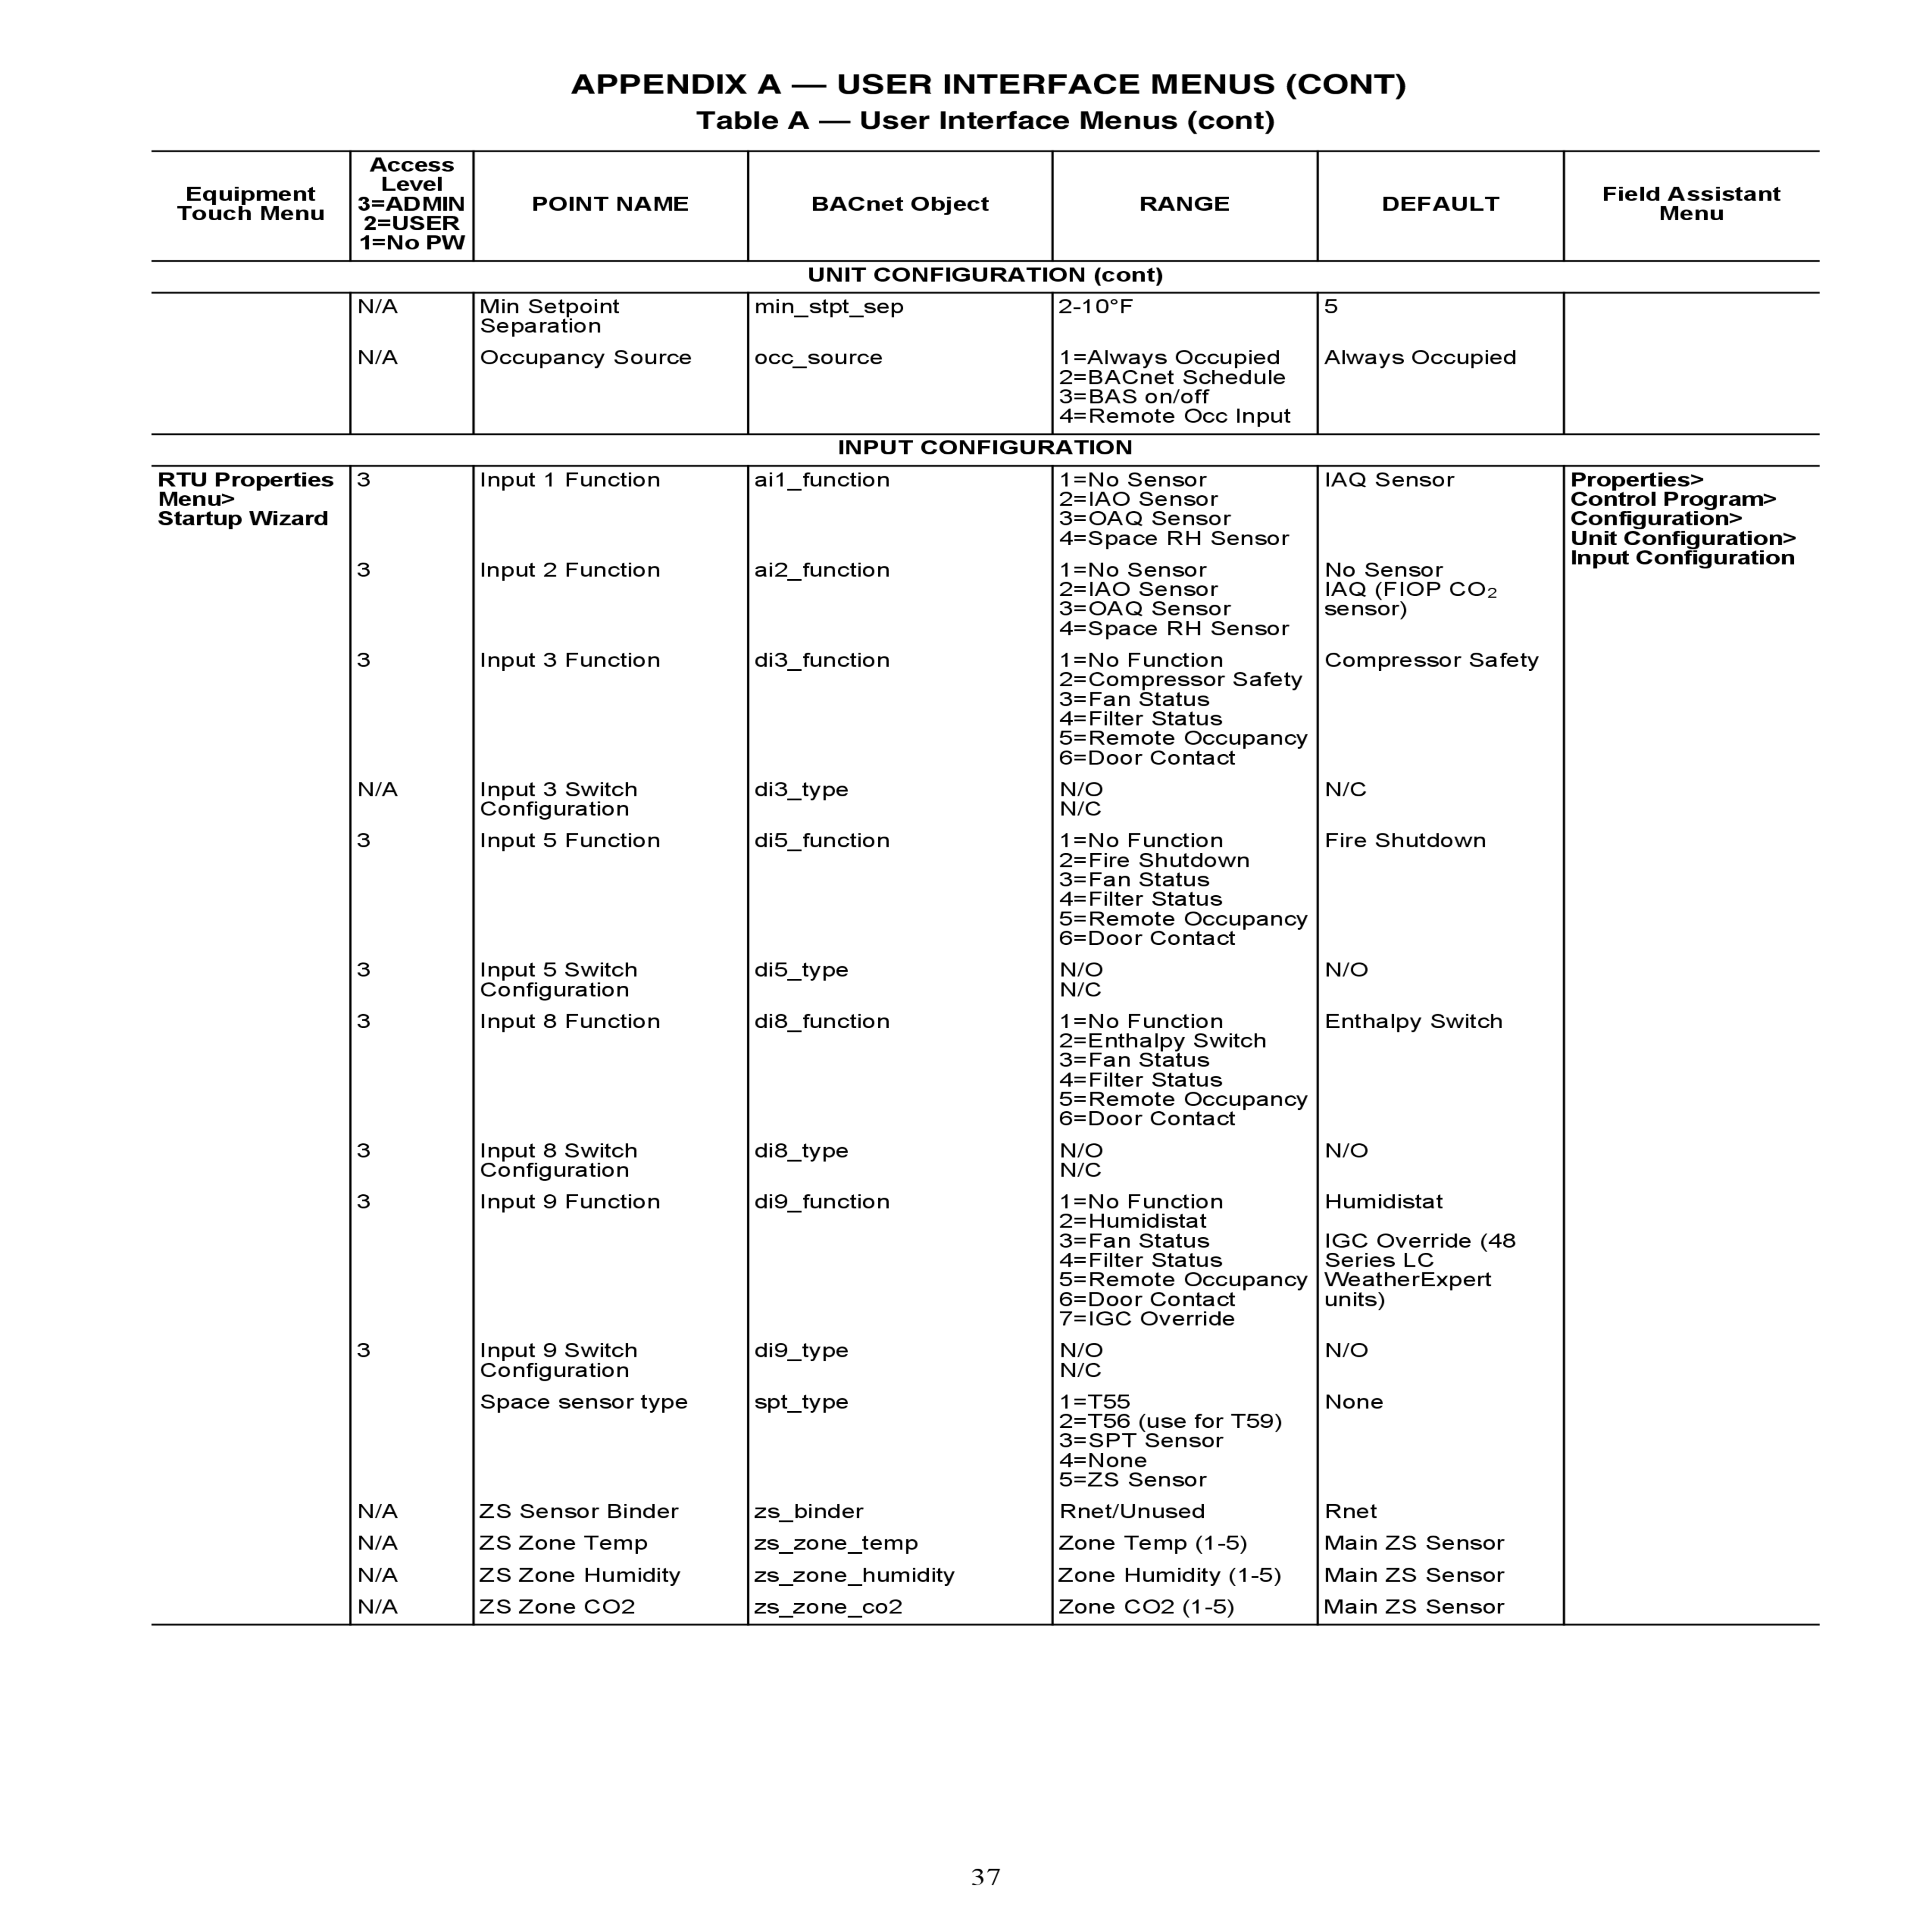 APPENDIX A — USER INTERFACE MENUS (CONT)
Table A — User Interface Menus (cont)
Equipment Touch Menu | Access Level 3=ADMIN 2=USER 1=No PW | POINT NAME | BACnet Object | RANGE | DEFAULT | Field Assistant Menu
UNIT CONFIGURATION (cont)
N/A Min Setpoint min_stpt_sep 2-10°F 5
Separation
N/A Occupancy Source occ_source 1=Always Occupied Always Occupied
2=BACnet Schedule
3=BAS on/off
4=Remote Occ Input
INPUT CONFIGURATION
RTU Properties 3 Input 1 Function ai1_function 1=No Sensor IAQ Sensor Properties>
Menu> 2=IAO Sensor Control Program>
Startup Wizard 3=OAQ Sensor Configuration>
4=Space RH Sensor Unit Configuration>
Input Configuration
3 Input 2 Function ai2_function 1=No Sensor No Sensor
2=IAO Sensor IAQ (FIOP CO₂
3=OAQ Sensor sensor)
4=Space RH Sensor
3 Input 3 Function di3_function 1=No Function Compressor Safety
2=Compressor Safety
3=Fan Status
4=Filter Status
5=Remote Occupancy
6=Door Contact
N/A Input 3 Switch di3_type N/O N/C
Configuration N/C
3 Input 5 Function di5_function 1=No Function Fire Shutdown
2=Fire Shutdown
3=Fan Status
4=Filter Status
5=Remote Occupancy
6=Door Contact
3 Input 5 Switch di5_type N/O N/O
Configuration N/C
3 Input 8 Function di8_function 1=No Function Enthalpy Switch
2=Enthalpy Switch
3=Fan Status
4=Filter Status
5=Remote Occupancy
6=Door Contact
3 Input 8 Switch di8_type N/O N/O
Configuration N/C
3 Input 9 Function di9_function 1=No Function Humidistat
2=Humidistat
3=Fan Status IGC Override (48
4=Filter Status Series LC
5=Remote Occupancy WeatherExpert
6=Door Contact units)
7=IGC Override
3 Input 9 Switch di9_type N/O N/O
Configuration N/C
Space sensor type spt_type 1=T55 None
2=T56 (use for T59)
3=SPT Sensor
4=None
5=ZS Sensor
N/A ZS Sensor Binder zs_binder Rnet/Unused Rnet
N/A ZS Zone Temp zs_zone_temp Zone Temp (1-5) Main ZS Sensor
N/A ZS Zone Humidity zs_zone_humidity Zone Humidity (1-5) Main ZS Sensor
N/A ZS Zone CO2 zs_zone_co2 Zone CO2 (1-5) Main ZS Sensor
37